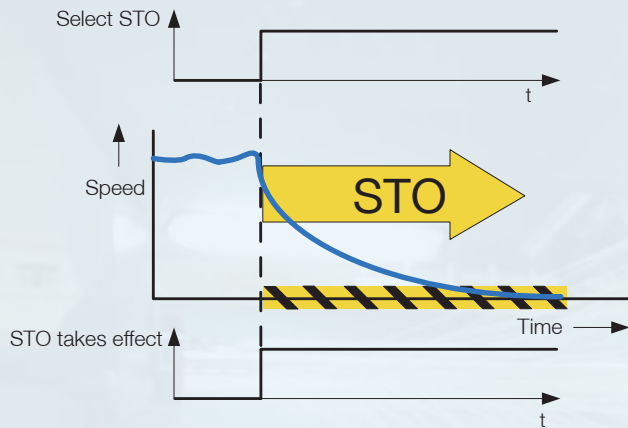 Select STO
t
Speed
STO
Time
STO takes effect
t